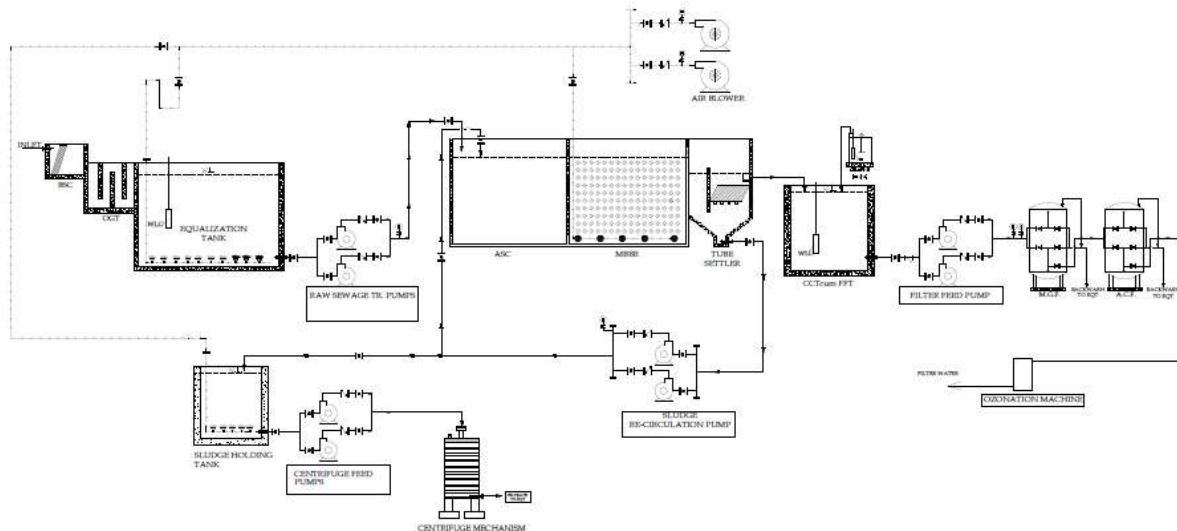 AIR BLOWER
INLET
BSC
OGT
WLC
EQUALIZATION
TANK
RAW SEWAGE TR. PUMPS
ASC
MBBR
TUBE
SETTLER
CCTcum FFT
FILTER FEED PUMP
M.G.F.
BACKWASH
TO EQT
A.C.F.
BACKWASH
TO EQT
FILTER WATER
OZONATION MACHINE
SLUDGE
RE-CIRCULATION PUMP
SLUDGE HOLDING
TANK
CENTRIFUGE FEED
PUMPS
CENTRIFUGE MECHANISM